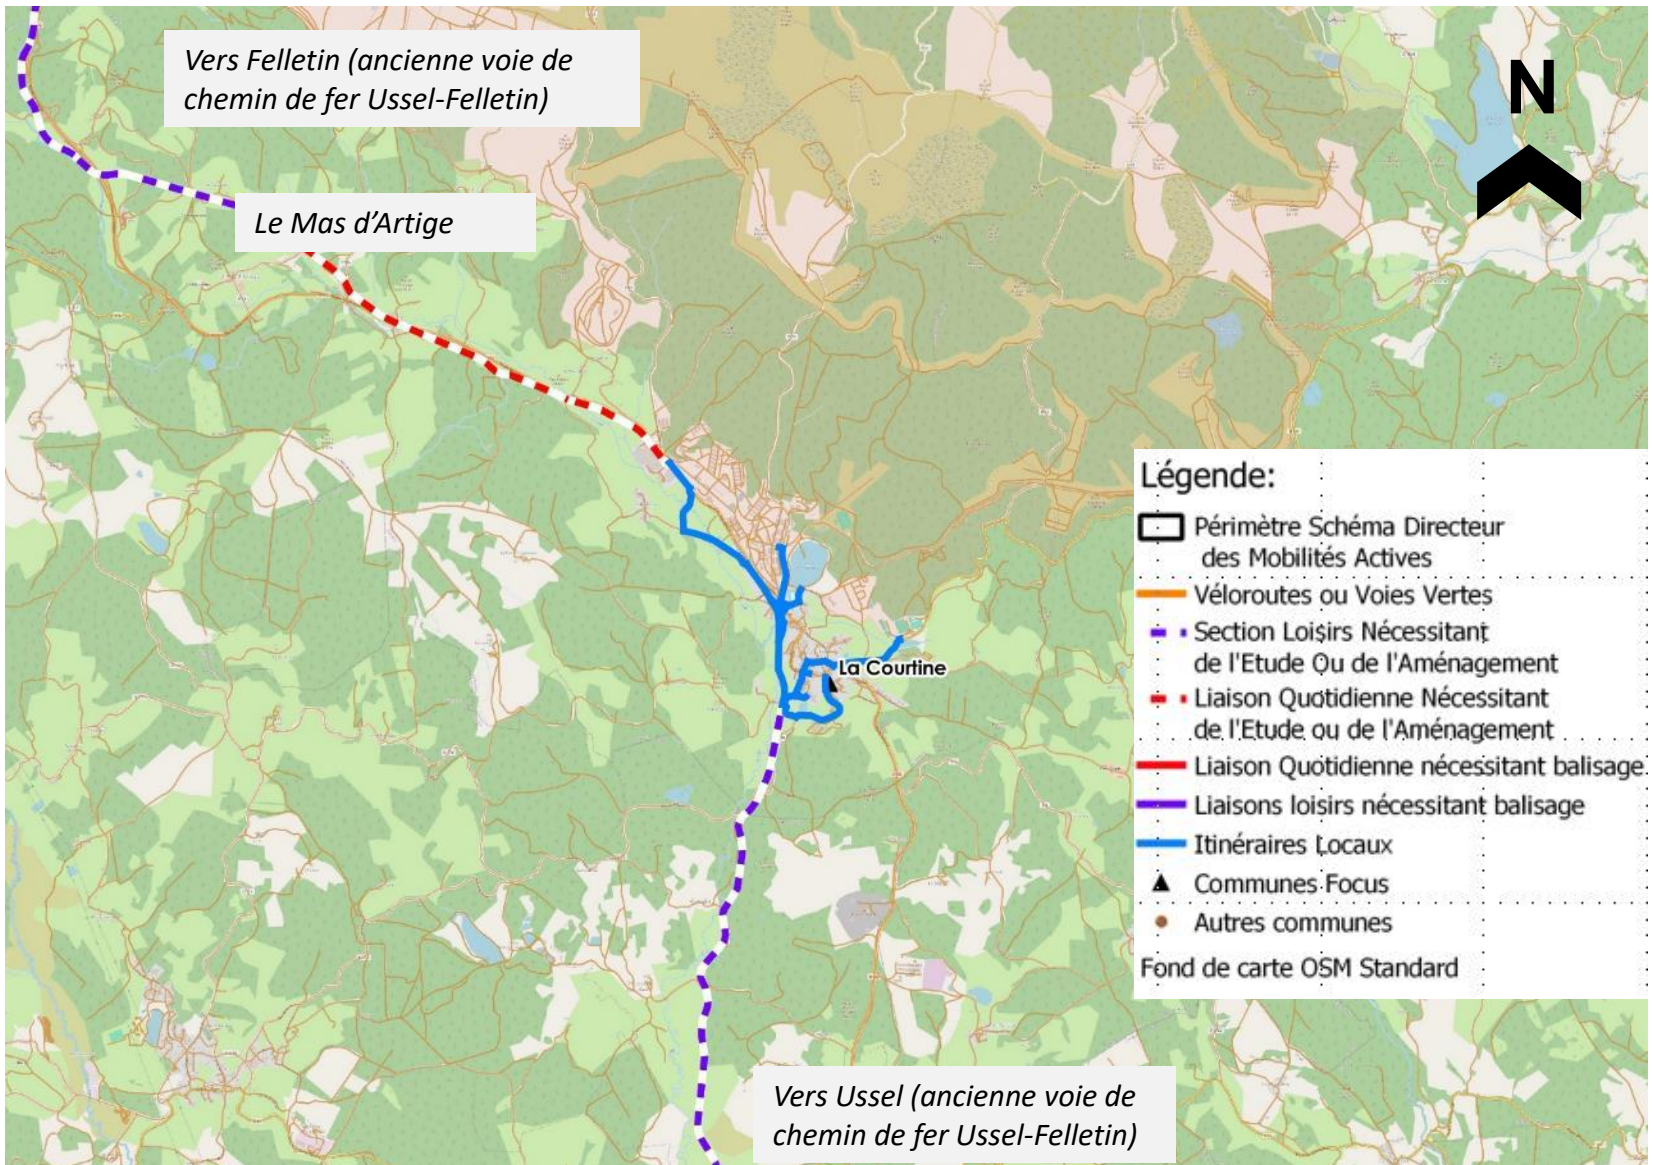 Vers Felletin (ancienne voie de
chemin de fer Ussel-Felletin)
N
Le Mas d'Artige
La Courtine
Légende:
Périmètre Schéma Directeur
des Mobilités Actives
Véloroutes ou Voies Vertes
Section Loisirs Nécessitant
de l'Etude Ou de l'Aménagement
Liaison Quotidienne Nécessitant
de l'Etude ou de l'Aménagement
Liaison Quotidienne nécessitant balisage
Liaisons loisirs nécessitant balisage
Itinéraires Locaux
Communes Focus
Autres communes
Fond de carte OSM Standard
Vers Ussel (ancienne voie de
chemin de fer Ussel-Felletin)